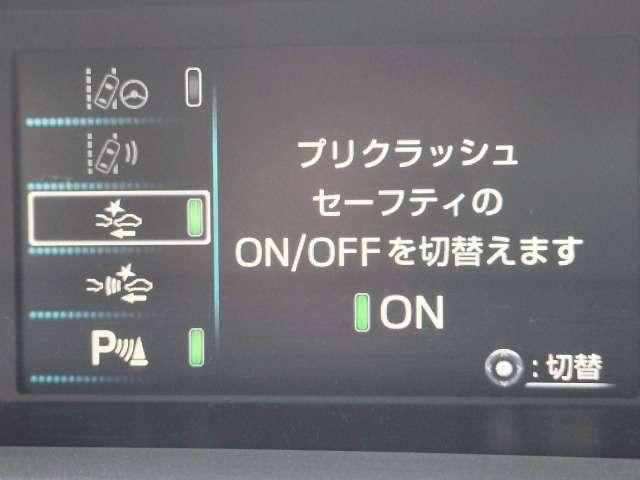 プリクラッシュ
セーフティの
ON/OFFを切替えます
ON
P
:切替